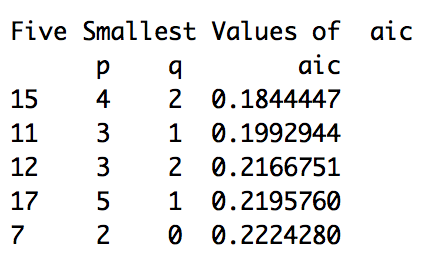 Five Smallest Values of  aic
      p    q       aic
15    4    2 0.1844447
11    3    1 0.1992944
12    3    2 0.2166751
17    5    1 0.2195760
7     2    0 0.2224280